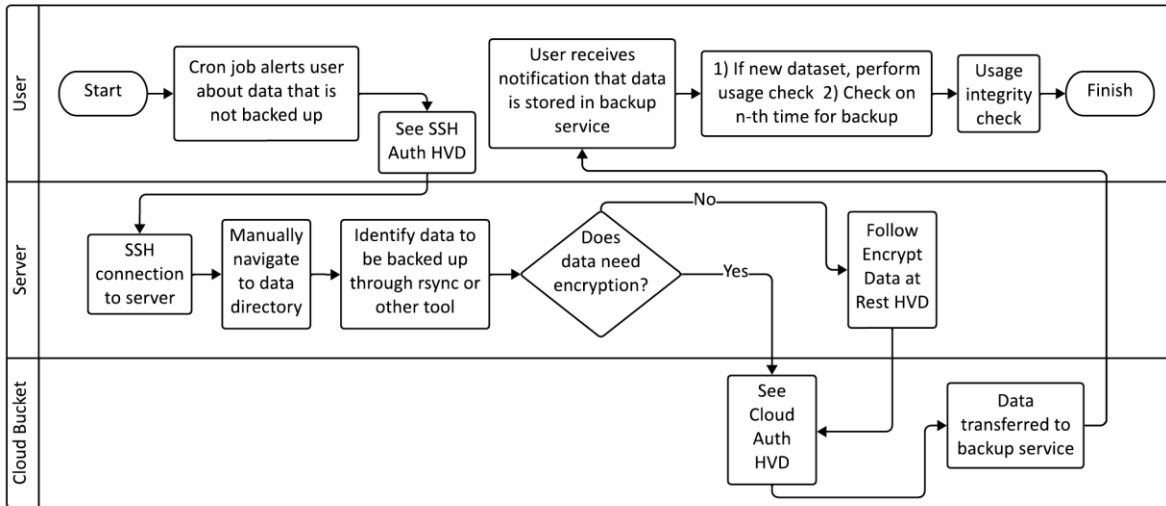 User
Start
Cron job alerts user
about data that is
not backed up
See SSH
Auth HVD
User receives
notification that data
is stored in backup
service
1) If new dataset, perform
usage check  2) Check on
n-th time for backup
Usage
integrity
check
Finish
Server
SSH
connection
to server
Manually
navigate
to data
directory
Identify data to
be backed up
through rsync or
other tool
Does
data need
encryption?
No
Yes
Follow
Encrypt
Data at
Rest HVD
Cloud Bucket
See
Cloud
Auth
HVD
Data
transferred to
backup service